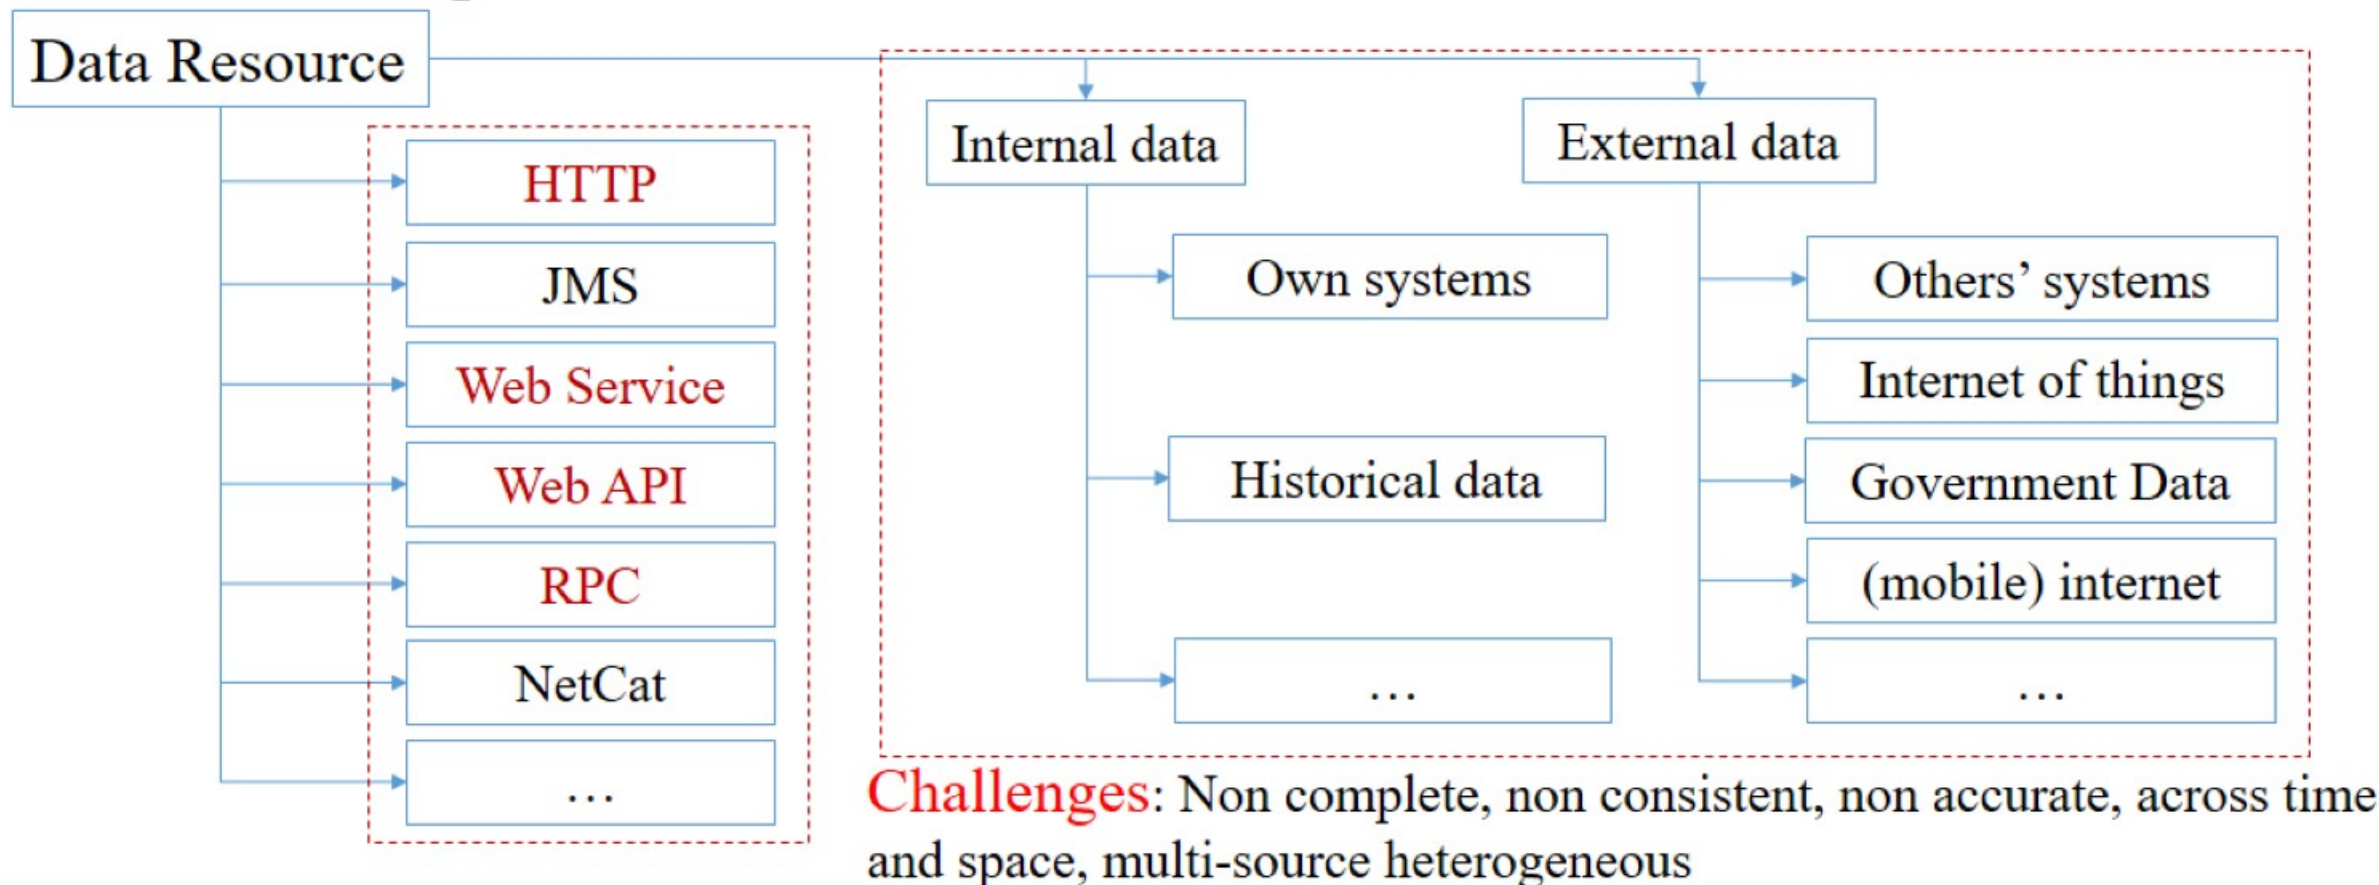 Data Resource
HTTP
JMS
Web Service
Web API
RPC
NetCat
…
Internal data
Own systems
Historical data
…
External data
Others’ systems
Internet of things
Government Data
(mobile) internet
…
Challenges: Non complete, non consistent, non accurate, across time
and space, multi-source heterogeneous